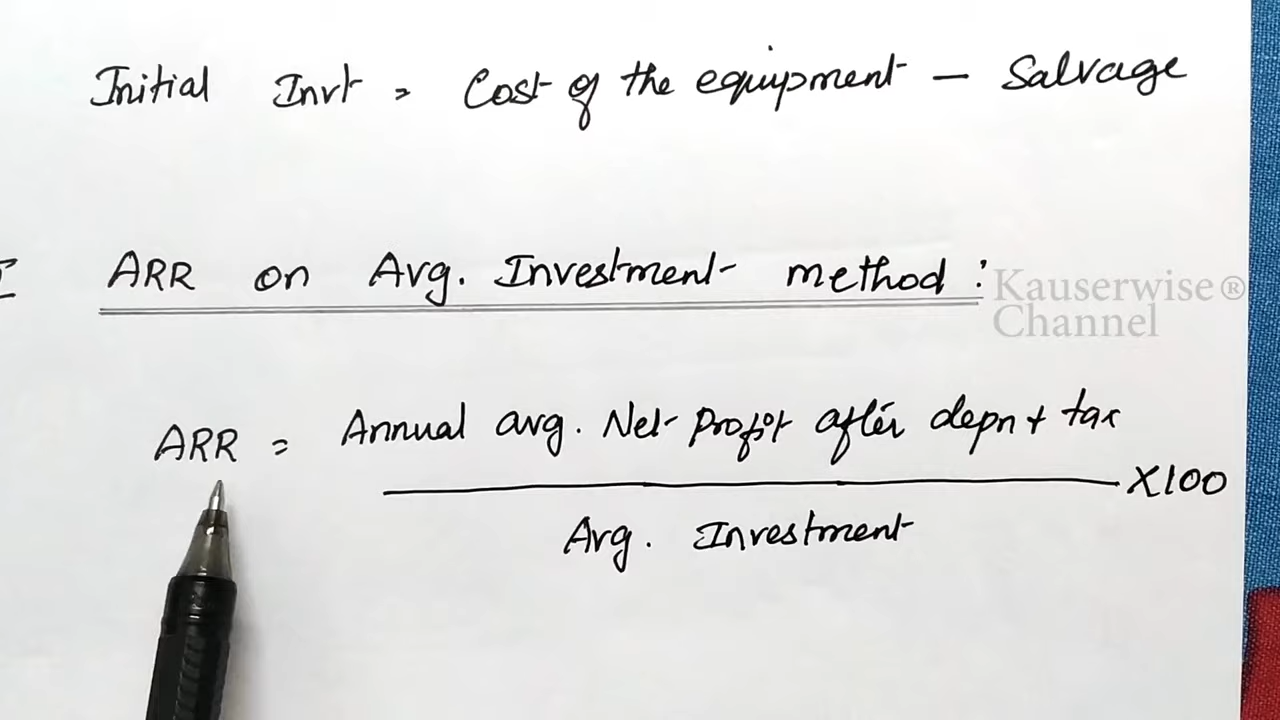 Initial Invt = Cost of the equipment - Salvage
I ARR on Avg. Investment method :
Kauserwise®
Channel
ARR = Annual avg. Net Profit after depn + tax
X100
Avg. Investment